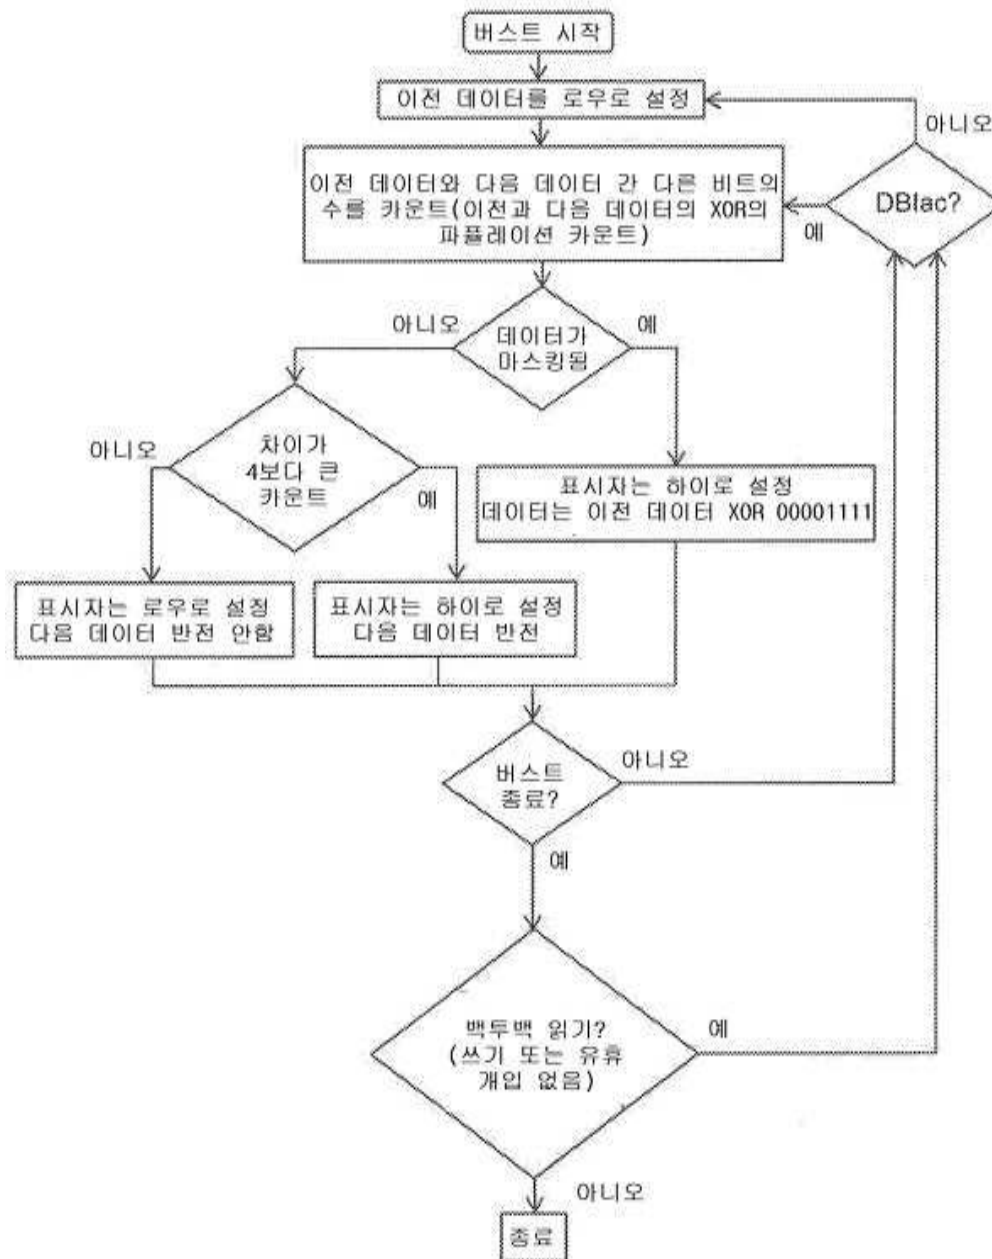 버스트 시작
이전 데이터를 로우로 설정
아니오
이전 데이터와 다음 데이터 간 다른 비트의
수를 카운트(이전과 다음 데이터의 XOR의
파퓰레이션 카운트)
DBIac?
예
아니오
예
데이터가
마스킹됨
아니오
차이가
4보다 큰
카운트
예
표시자는 하이로 설정
데이터는 이전 데이터 XOR 00001111
표시자는 로우로 설정
다음 데이터 반전 안함
표시자는 하이로 설정
다음 데이터 반전
버스트
종료?
아니오
예
백투백 읽기?
(쓰기 또는 유휴
개입 없음)
예
아니오
종료